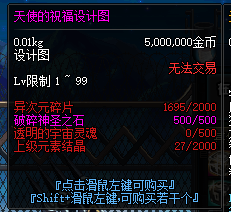 天使的祝福设计图
0.01kg 5,000,000金币
设计图
无法交易
Lv限制 1 ~ 99
异次元碎片 1695/2000
破碎神圣之石 500/500
透明的宇宙灵魂 0/500
上级元素结晶 27/2000
『点击滑鼠左键可购买』
『Shift+滑鼠左键,可购买若干个』